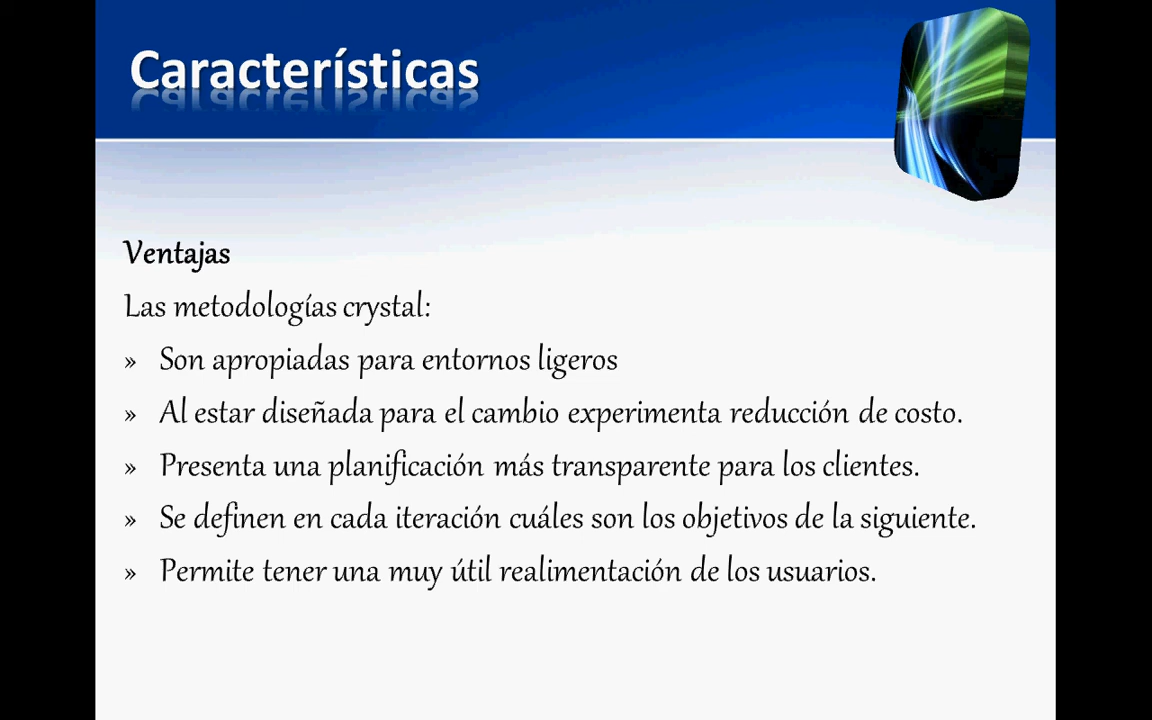 Características
Ventajas
Las metodologías crystal:
» Son apropiadas para entornos ligeros
» Al estar diseñada para el cambio experimenta reducción de costo.
» Presenta una planificación más transparente para los clientes.
» Se definen en cada iteración cuáles son los objetivos de la siguiente.
» Permite tener una muy útil realimentación de los usuarios.